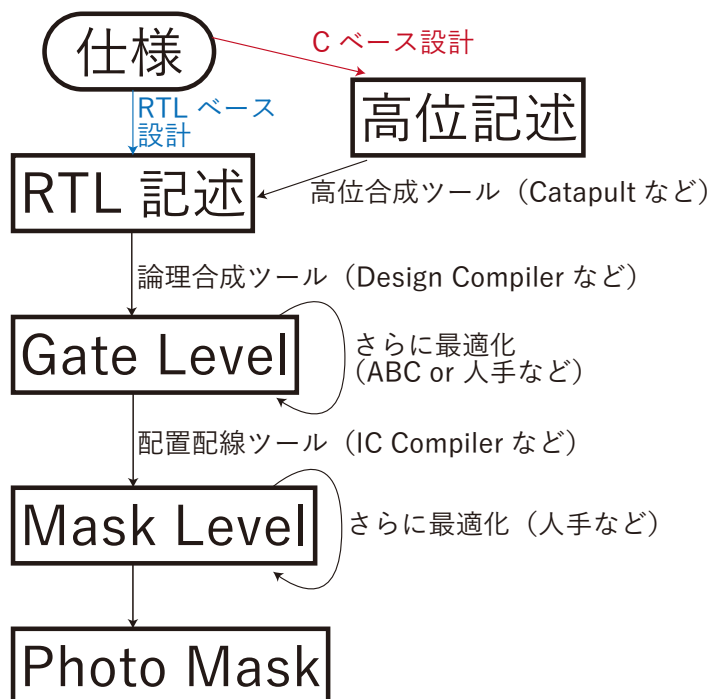 仕様
C ベース設計
高位記述
RTL ベース
設計
RTL 記述
高位合成ツール（Catapult など）
論理合成ツール（Design Compiler など）
Gate Level
さらに最適化
（ABC or 人手など）
配置配線ツール（IC Compiler など）
Mask Level
さらに最適化（人手など）
Photo Mask